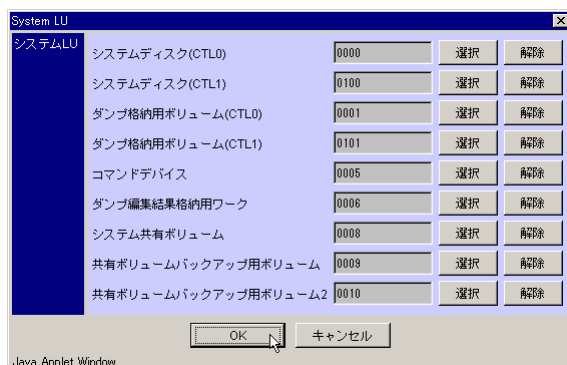 System LU
システムLU
システムディスク(CTL0) 0000 選択 解除
システムディスク(CTL1) 0100 選択 解除
ダンプ格納用ボリューム(CTL0) 0001 選択 解除
ダンプ格納用ボリューム(CTL1) 0101 選択 解除
コマンドデバイス 0005 選択 解除
ダンプ編集結果格納用ワーク 0006 選択 解除
システム共有ボリューム 0008 選択 解除
共有ボリュームバックアップ用ボリューム 0009 選択 解除
共有ボリュームバックアップ用ボリューム2 0010 選択 解除
OK キャンセル
Java Applet Window